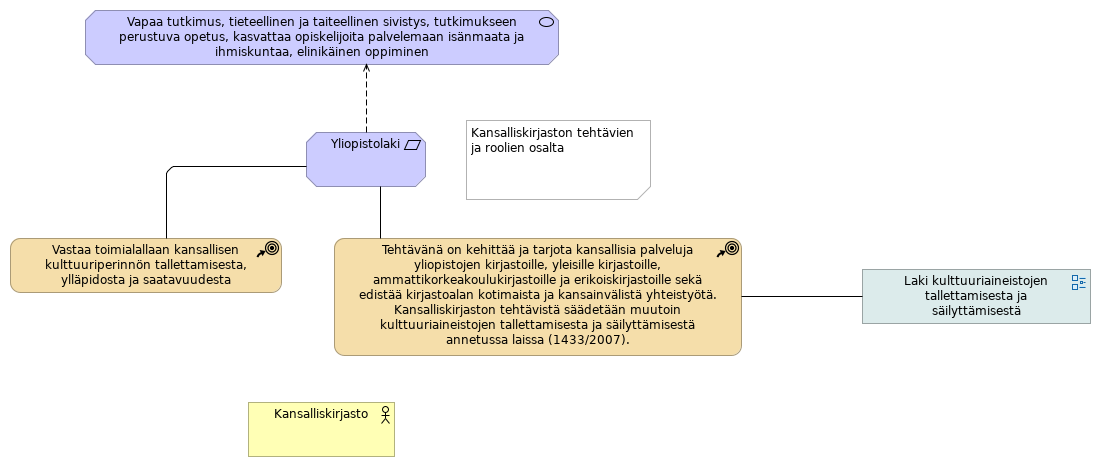 Vapaa tutkimus, tieteellinen ja taiteellinen sivistys, tutkimukseen
perustuva opetus, kasvattaa opiskelijoita palvelemaan isänmaata ja
ihmiskuntaa, elinikäinen oppiminen
Yliopistolaki
Kansalliskirjaston tehtävien
ja roolien osalta
Vastaa toimialallaan kansallisen
kulttuuriperinnön tallettamisesta,
ylläpidosta ja saatavuudesta
Tehtävänä on kehittää ja tarjota kansallisia palveluja
yliopistojen kirjastoille, yleisille kirjastoille,
ammattikorkeakoulukirjastoille ja erikoiskirjastoille sekä
edistää kirjastoalan kotimaista ja kansainvälistä yhteistyötä.
Kansalliskirjaston tehtävistä säädetään muutoin
kulttuuriaineistojen tallettamisesta ja säilyttämisestä
annetussa laissa (1433/2007).
Laki kulttuuriaineistojen
tallettamisesta ja
säilyttämisestä
Kansalliskirjasto